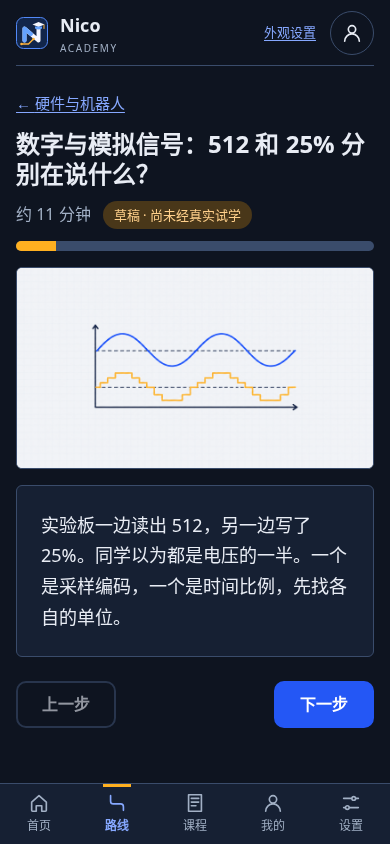 Nico
ACADEMY
外观设置
← 硬件与机器人
数字与模拟信号：512 和 25% 分
别在说什么？
约 11 分钟
草稿 · 尚未经真实试学
实验板一边读出 512，另一边写了
25%。同学以为都是电压的一半。一个
是采样编码，一个是时间比例，先找各
自的单位。
上一步
下一步
首页
路线
课程
我的
设置